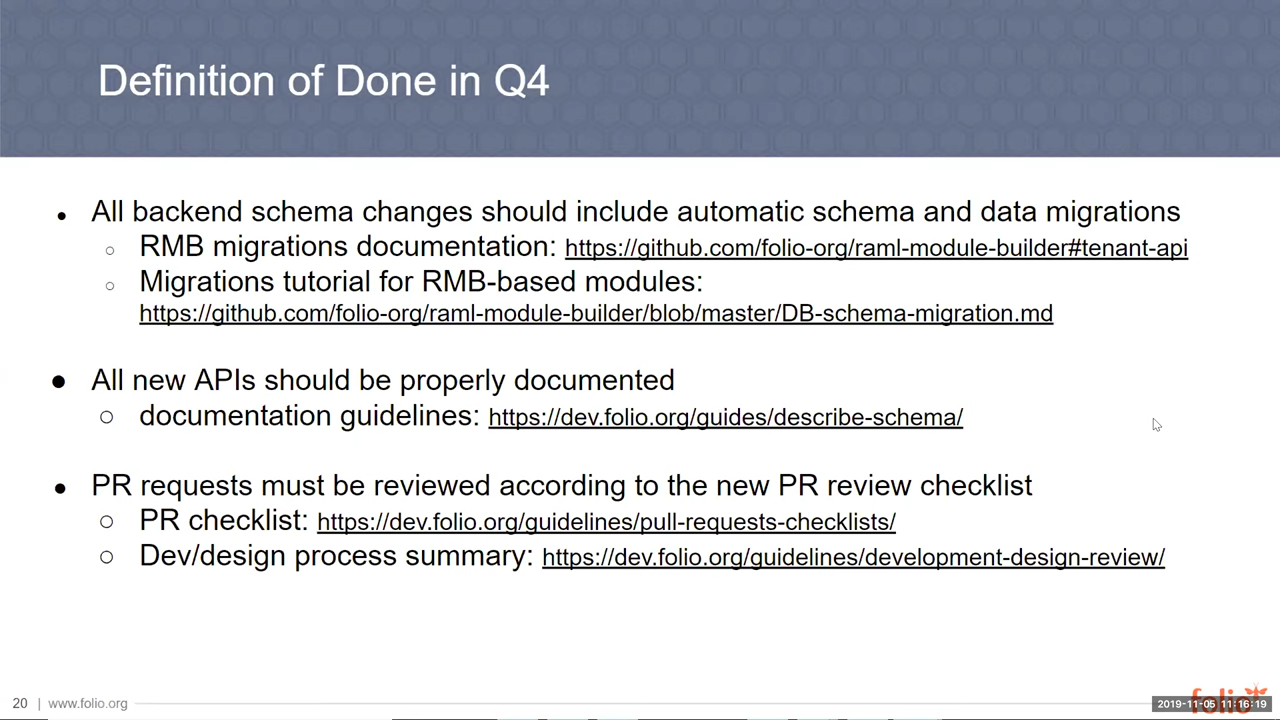 Definition of Done in Q4
● All backend schema changes should include automatic schema and data migrations
○ RMB migrations documentation: https://github.com/folio-org/raml-module-builder#tenant-api
○ Migrations tutorial for RMB-based modules:
https://github.com/folio-org/raml-module-builder/blob/master/DB-schema-migration.md
● All new APIs should be properly documented
○ documentation guidelines: https://dev.folio.org/guides/describe-schema/
● PR requests must be reviewed according to the new PR review checklist
○ PR checklist: https://dev.folio.org/guidelines/pull-requests-checklists/
○ Dev/design process summary: https://dev.folio.org/guidelines/development-design-review/
20 | www.folio.org
folio
2019-11-05 11:16:19